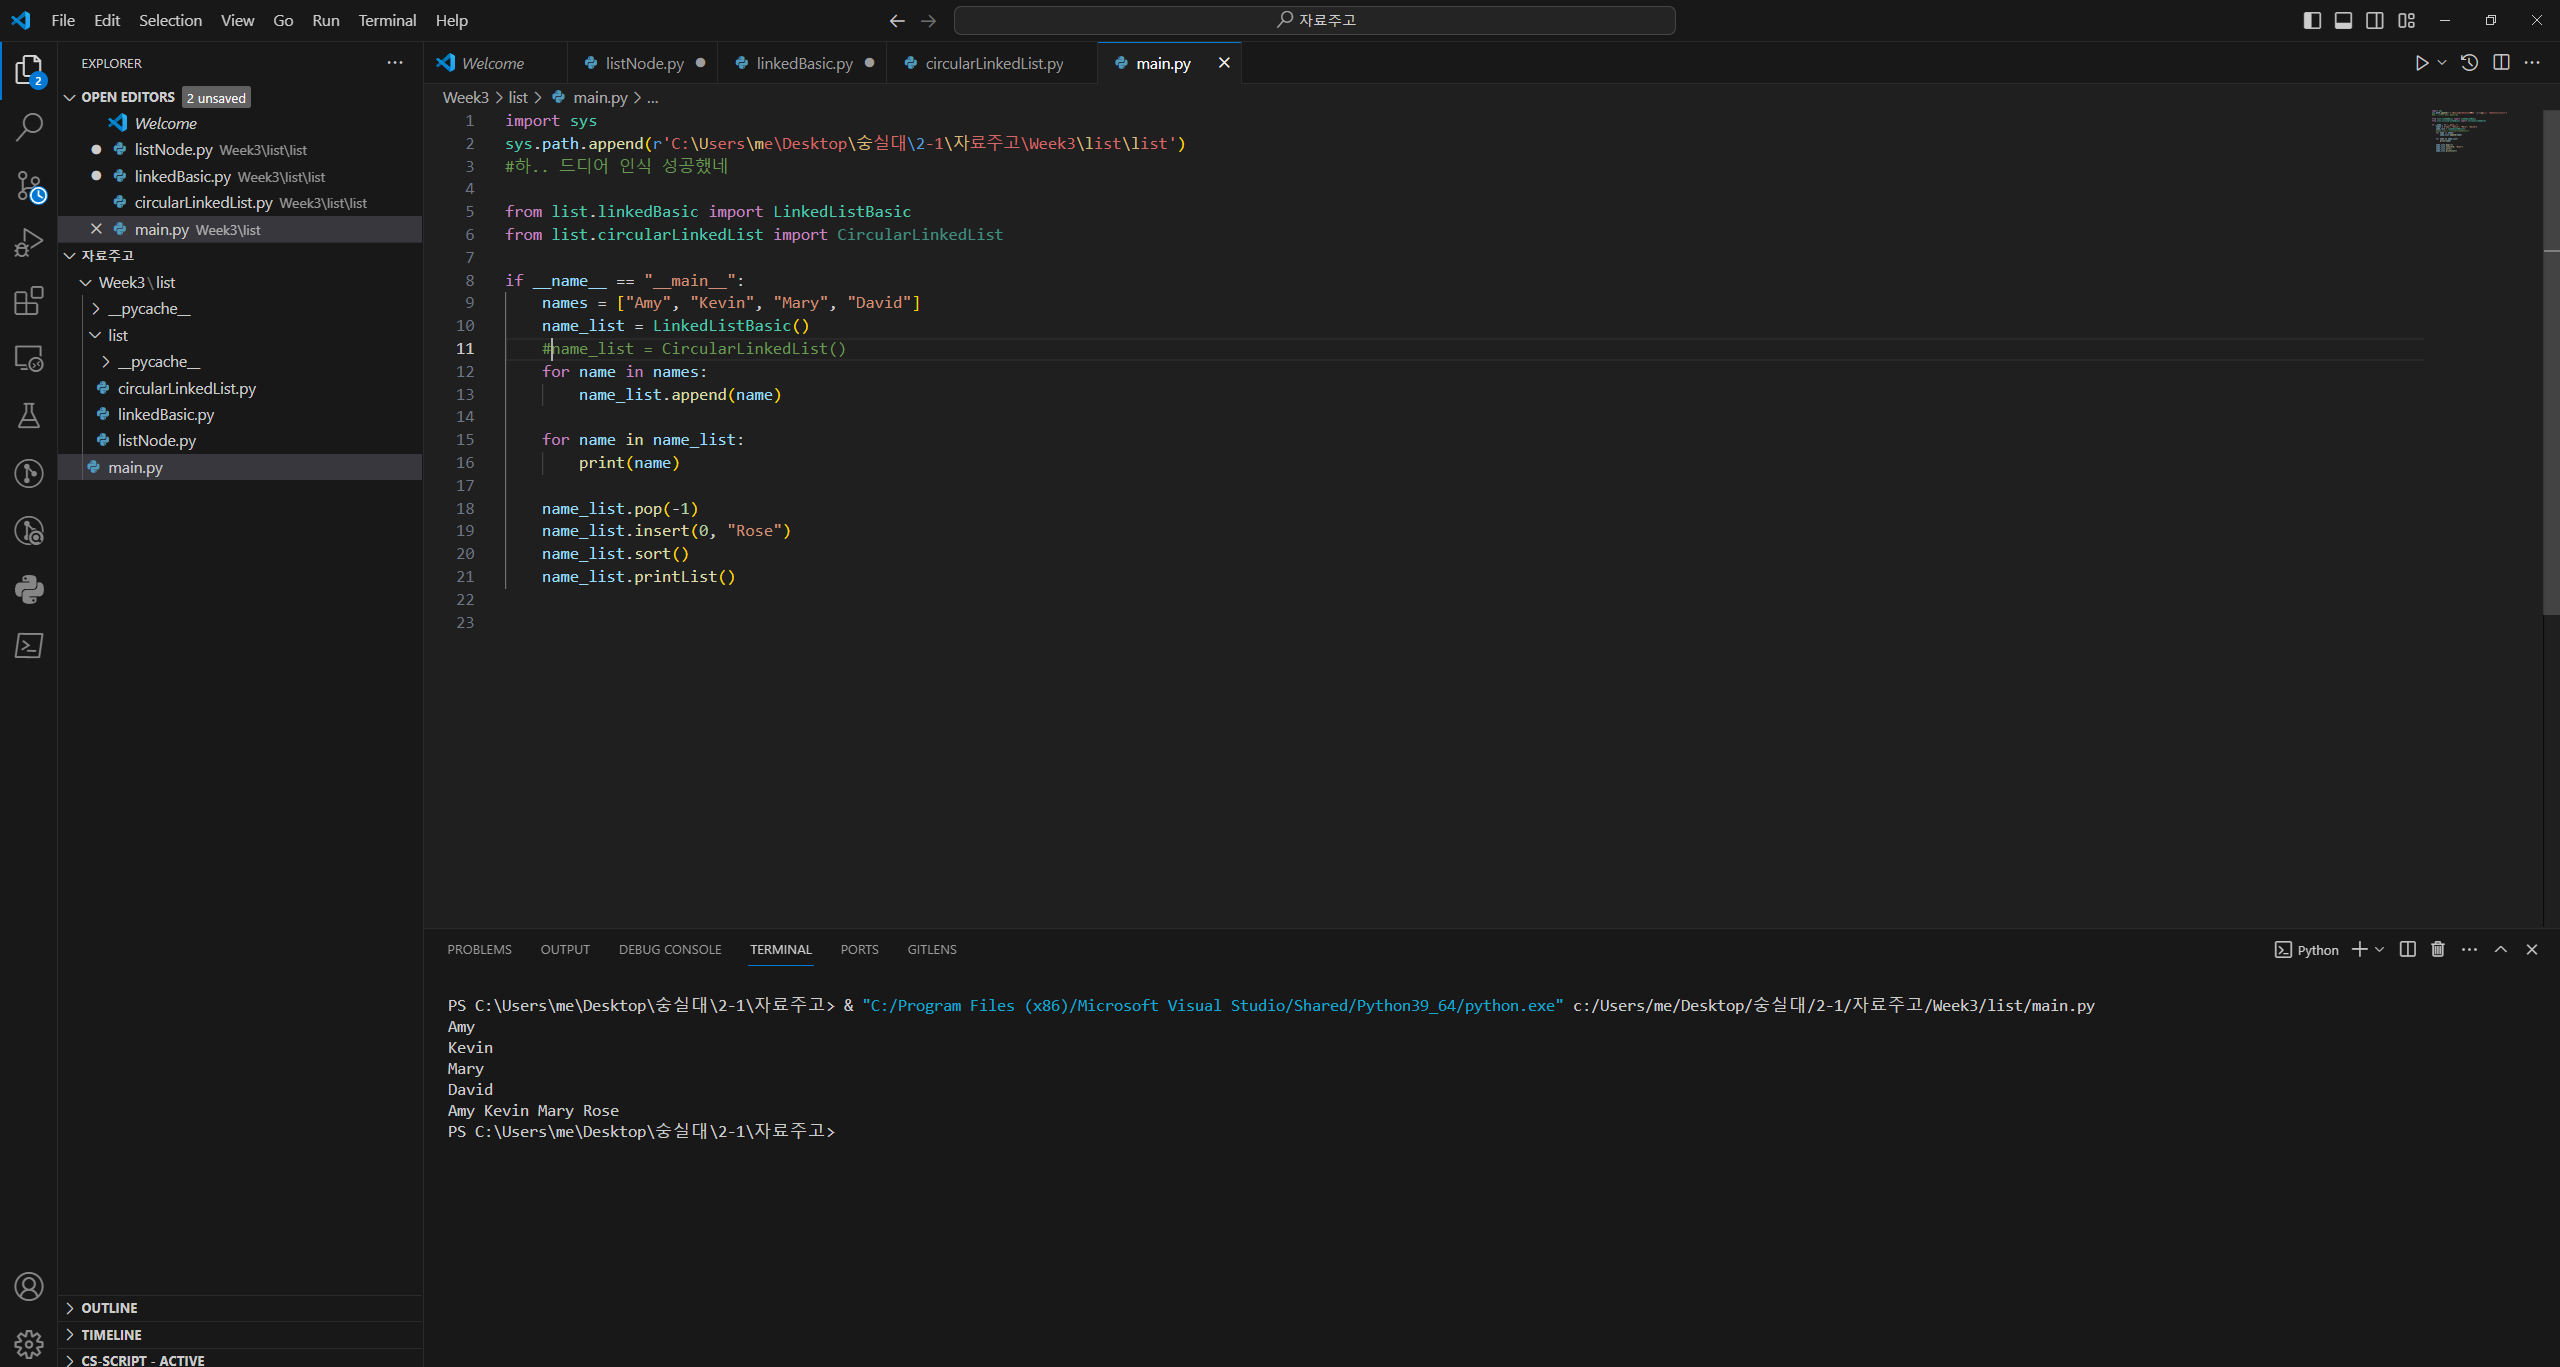 File Edit Selection View Go Run Terminal Help
자료주고
EXPLORER
OPEN EDITORS 2 unsaved
Welcome
listNode.py Week3\list\list
linkedBasic.py Week3\list\list
circularLinkedList.py Week3\list\list
main.py Week3\list
자료주고
Week3\list
__pycache__
list
__pycache__
circularLinkedList.py
linkedBasic.py
listNode.py
main.py
OUTLINE
TIMELINE
CS-SCRIPT - ACTIVE
2
Welcome listNode.py linkedBasic.py circularLinkedList.py main.py
Week3 > list > main.py > ...
1 import sys
2 sys.path.append(r'C:\Users\me\Desktop\숭실대\2-1\자료주고\Week3\list\list')
3 #하.. 드디어 인식 성공했네
4
5 from list.linkedBasic import LinkedListBasic
6 from list.circularLinkedList import CircularLinkedList
7
8 if __name__ == "__main__":
9 names = ["Amy", "Kevin", "Mary", "David"]
10 name_list = LinkedListBasic()
11 #name_list = CircularLinkedList()
12 for name in names:
13 name_list.append(name)
14
15 for name in name_list:
16 print(name)
17
18 name_list.pop(-1)
19 name_list.insert(0, "Rose")
20 name_list.sort()
21 name_list.printList()
22
23
PROBLEMS OUTPUT DEBUG CONSOLE TERMINAL PORTS GITLENS
Python
PS C:\Users\me\Desktop\숭실대\2-1\자료주고> & "C:/Program Files (x86)/Microsoft Visual Studio/Shared/Python39_64/python.exe" c:/Users/me/Desktop/숭실대/2-1/자료주고/Week3/list/main.py
Amy
Kevin
Mary
David
Amy Kevin Mary Rose
PS C:\Users\me\Desktop\숭실대\2-1\자료주고>